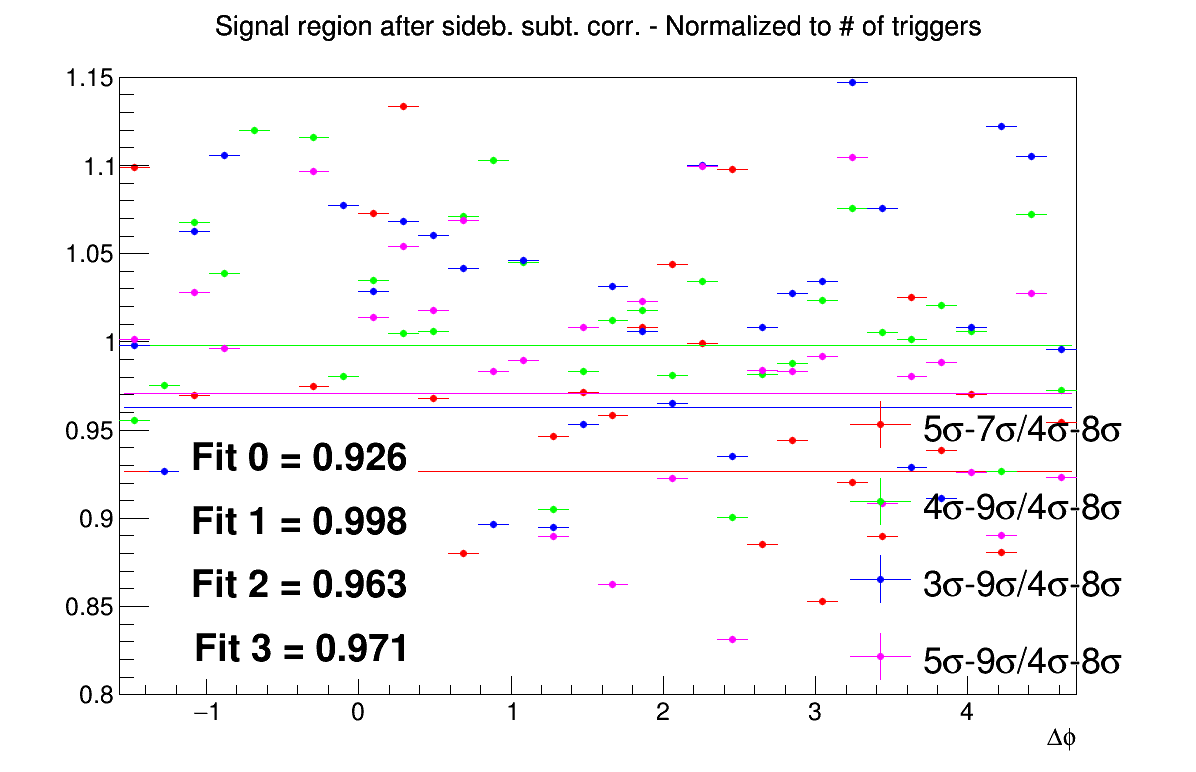 Signal region after sideb. subt. corr. - Normalized to # of triggers
1.15
1.1
1.05
1
0.95
0.9
0.85
0.8
Fit 0 = 0.926
Fit 1 = 0.998
Fit 2 = 0.963
Fit 3 = 0.971
5σ-7σ/4σ-8σ
4σ-9σ/4σ-8σ
3σ-9σ/4σ-8σ
5σ-9σ/4σ-8σ
−1 0 1 2 3 4
Δϕ